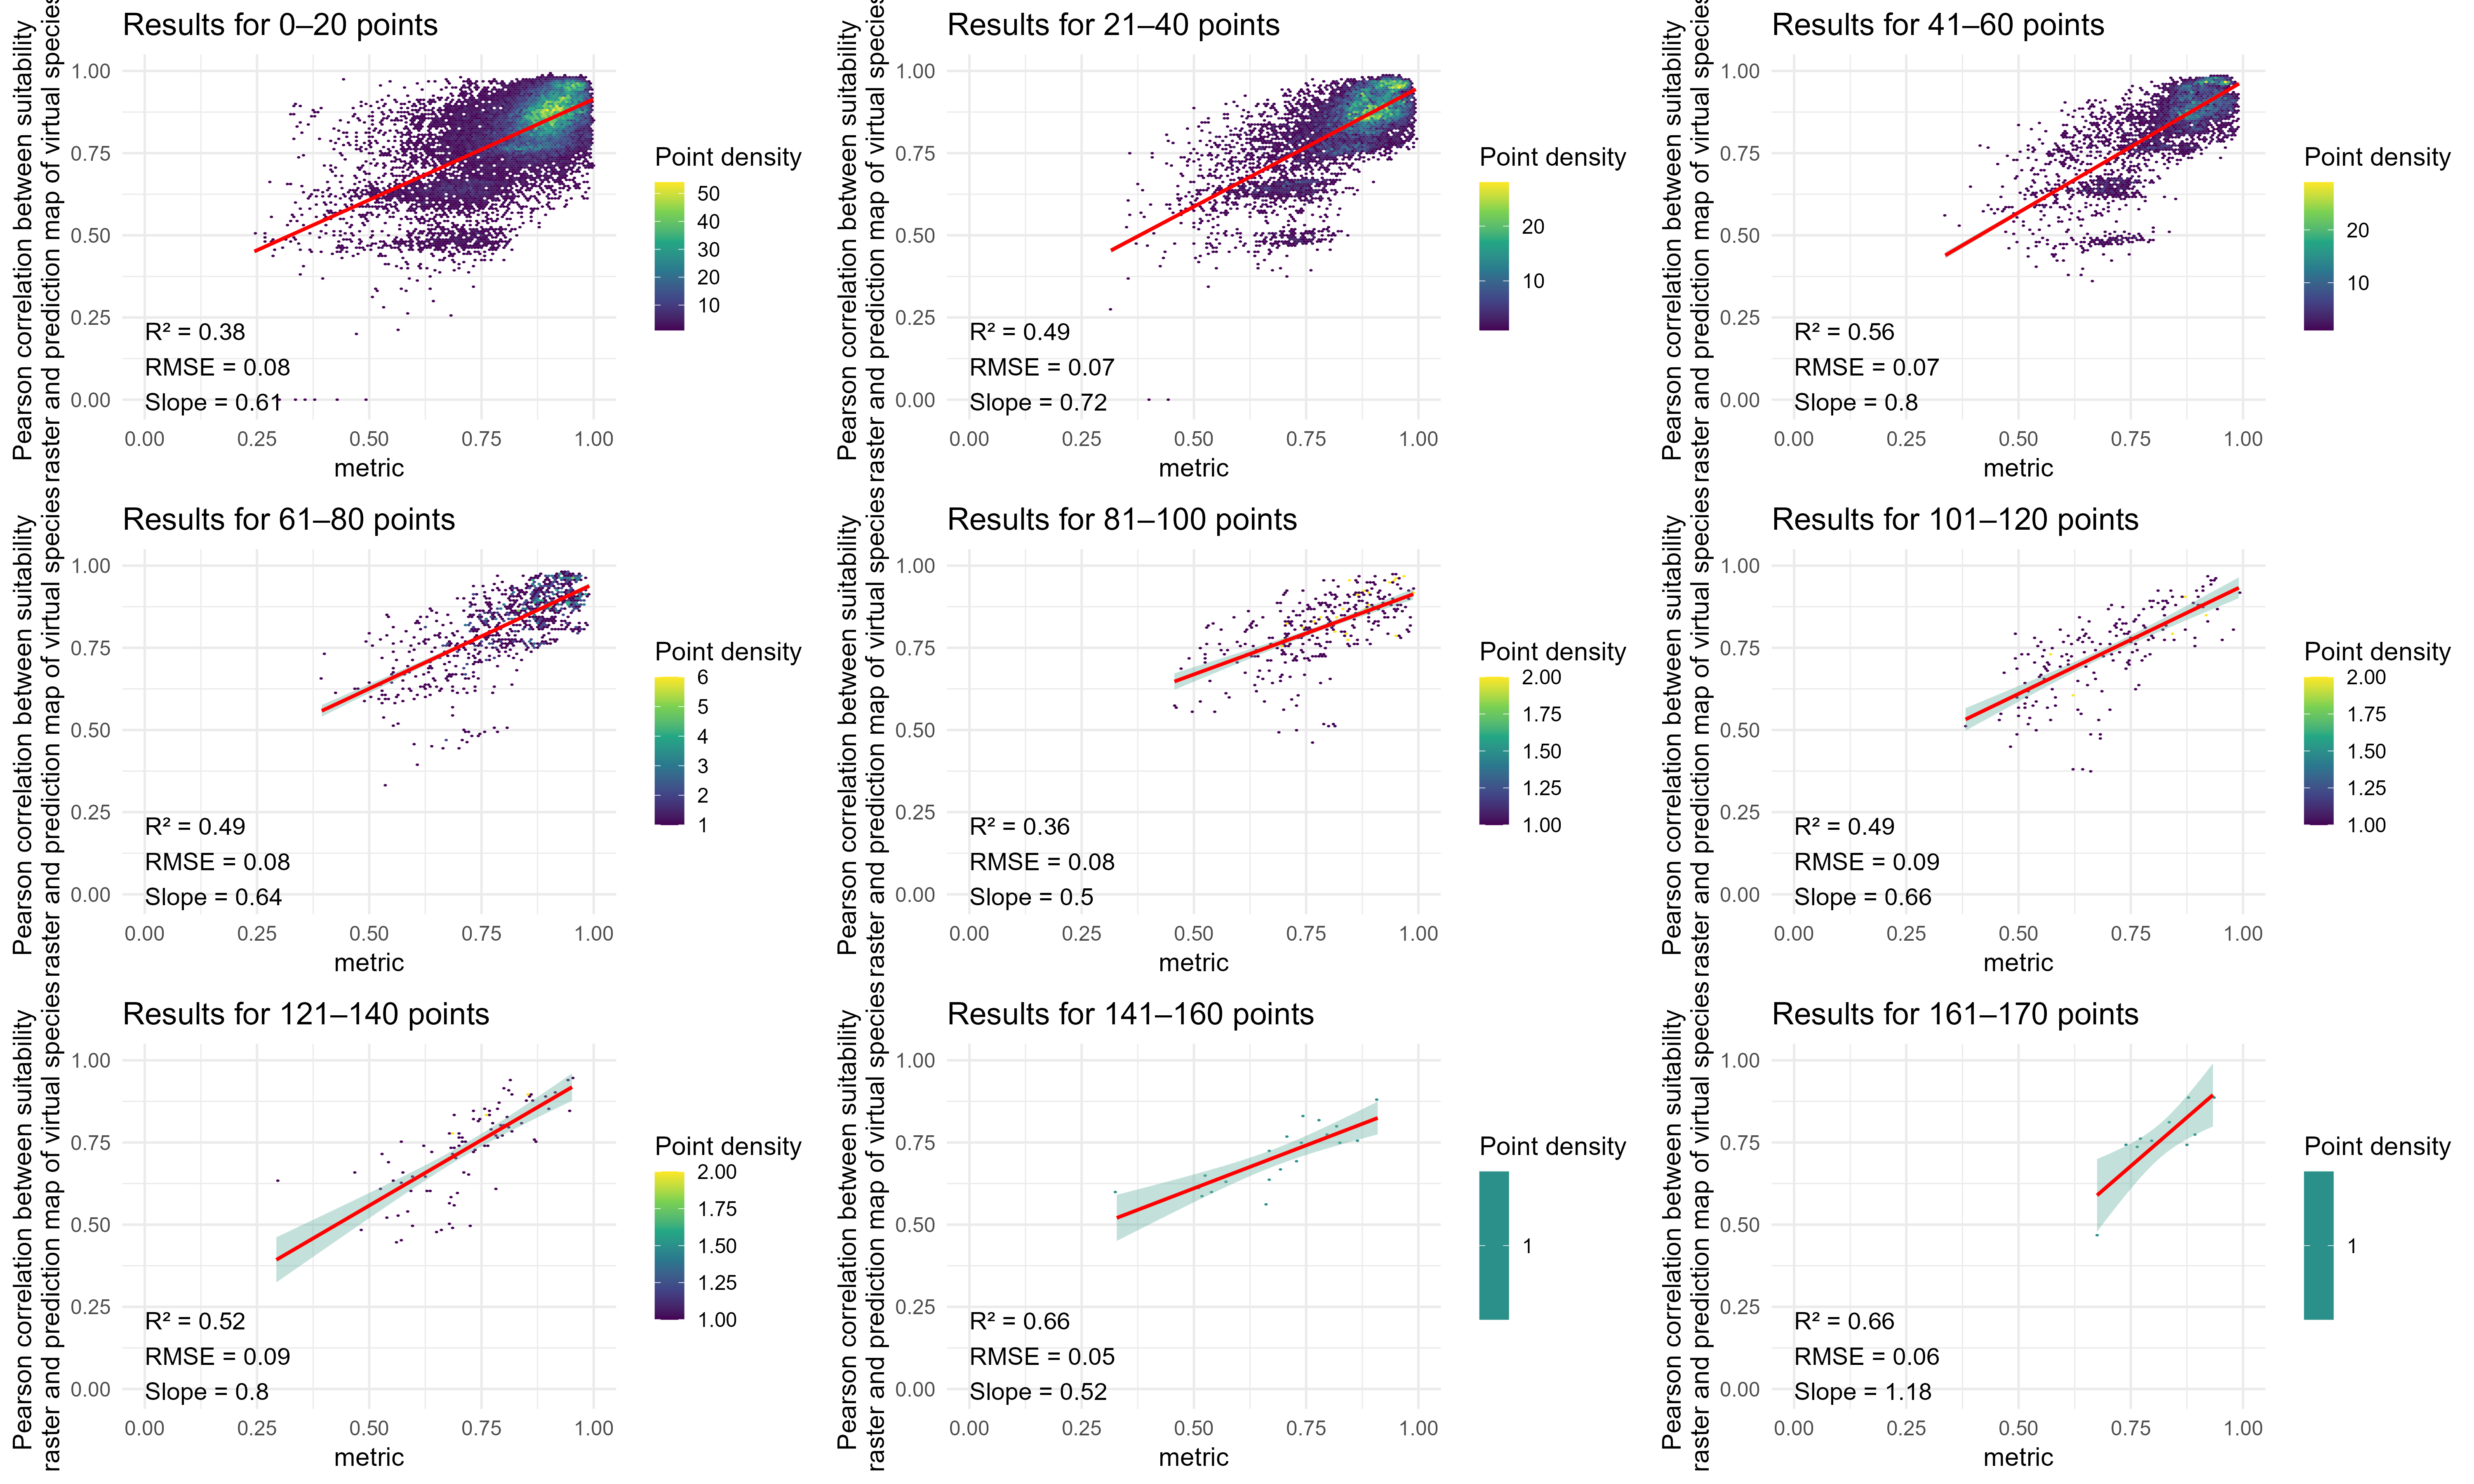 Results for 0–20 points
Pearson correlation between suitability
raster and prediction map of virtual species
1.00
0.75
0.50
0.25
0.00
R² = 0.38
RMSE = 0.08
Slope = 0.61
0.00 0.25 0.50 0.75 1.00
metric
Point density
50
40
30
20
10
Results for 21–40 points
Pearson correlation between suitability
raster and prediction map of virtual species
1.00
0.75
0.50
0.25
0.00
R² = 0.49
RMSE = 0.07
Slope = 0.72
0.00 0.25 0.50 0.75 1.00
metric
Point density
20
10
Results for 41–60 points
Pearson correlation between suitability
raster and prediction map of virtual species
1.00
0.75
0.50
0.25
0.00
R² = 0.56
RMSE = 0.07
Slope = 0.8
0.00 0.25 0.50 0.75 1.00
metric
Point density
20
10
Results for 61–80 points
Pearson correlation between suitability
raster and prediction map of virtual species
1.00
0.75
0.50
0.25
0.00
R² = 0.49
RMSE = 0.08
Slope = 0.64
0.00 0.25 0.50 0.75 1.00
metric
Point density
6
5
4
3
2
1
Results for 81–100 points
Pearson correlation between suitability
raster and prediction map of virtual species
1.00
0.75
0.50
0.25
0.00
R² = 0.36
RMSE = 0.08
Slope = 0.5
0.00 0.25 0.50 0.75 1.00
metric
Point density
2.00
1.75
1.50
1.25
1.00
Results for 101–120 points
Pearson correlation between suitability
raster and prediction map of virtual species
1.00
0.75
0.50
0.25
0.00
R² = 0.49
RMSE = 0.09
Slope = 0.66
0.00 0.25 0.50 0.75 1.00
metric
Point density
2.00
1.75
1.50
1.25
1.00
Results for 121–140 points
Pearson correlation between suitability
raster and prediction map of virtual species
1.00
0.75
0.50
0.25
0.00
R² = 0.52
RMSE = 0.09
Slope = 0.8
0.00 0.25 0.50 0.75 1.00
metric
Point density
2.00
1.75
1.50
1.25
1.00
Results for 141–160 points
Pearson correlation between suitability
raster and prediction map of virtual species
1.00
0.75
0.50
0.25
0.00
R² = 0.66
RMSE = 0.05
Slope = 0.52
0.00 0.25 0.50 0.75 1.00
metric
Point density
1
Results for 161–170 points
Pearson correlation between suitability
raster and prediction map of virtual species
1.00
0.75
0.50
0.25
0.00
R² = 0.66
RMSE = 0.06
Slope = 1.18
0.00 0.25 0.50 0.75 1.00
metric
Point density
1